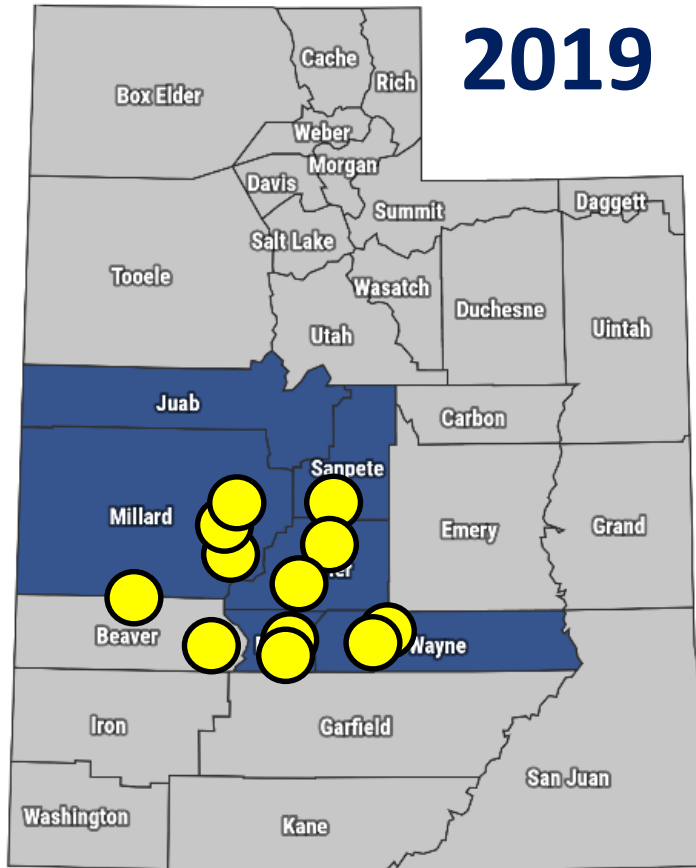 2019
Cache
Rich
Box Elder
Weber
Morgan
Davis
Daggett
Summit
Salt Lake
Tooele
Wasatch
Duchesne
Uintah
Utah
Juab
Carbon
Sanpete
Millard
Emery
Grand
Beaver
Wayne
Iron
Garfield
San Juan
Washington
Kane